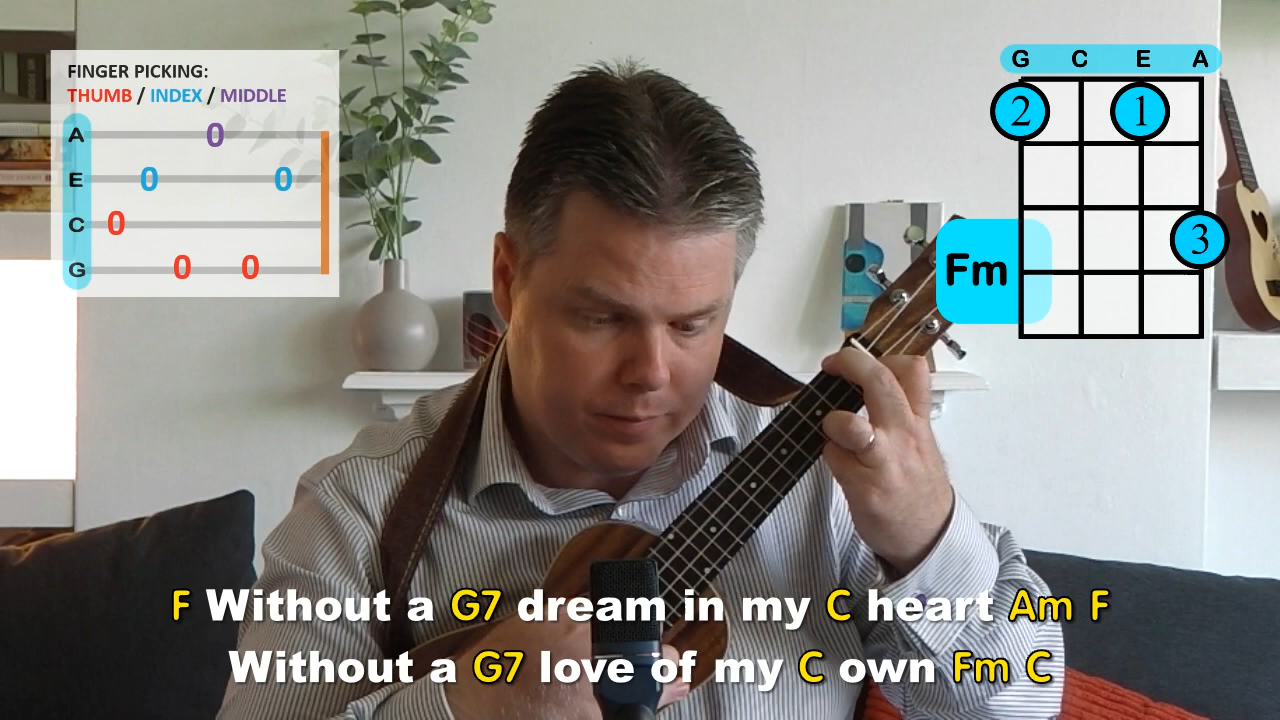 FINGER PICKING:
THUMB / INDEX / MIDDLE
A 0
E 0 0
C 0
G 0 0
G C E A
2 1
3
Fm
F Without a G7 dream in my C heart Am F
Without a G7 love of my C own Fm C